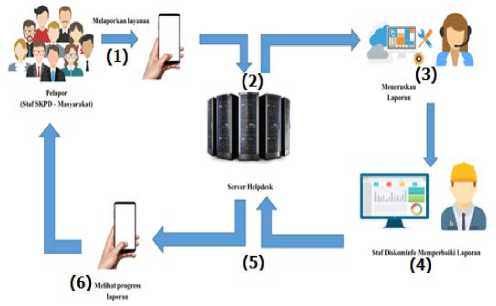 Melaporkan layanan
(1)
(2)
(3)
Pelapor
(Staf SKPD - Masyarakat)
Meneruskan
Laporan
Server Helpdesk
Staf Diskominfo Memperbaiki Laporan
(4)
(5)
(6)
Melihat progress
laporan